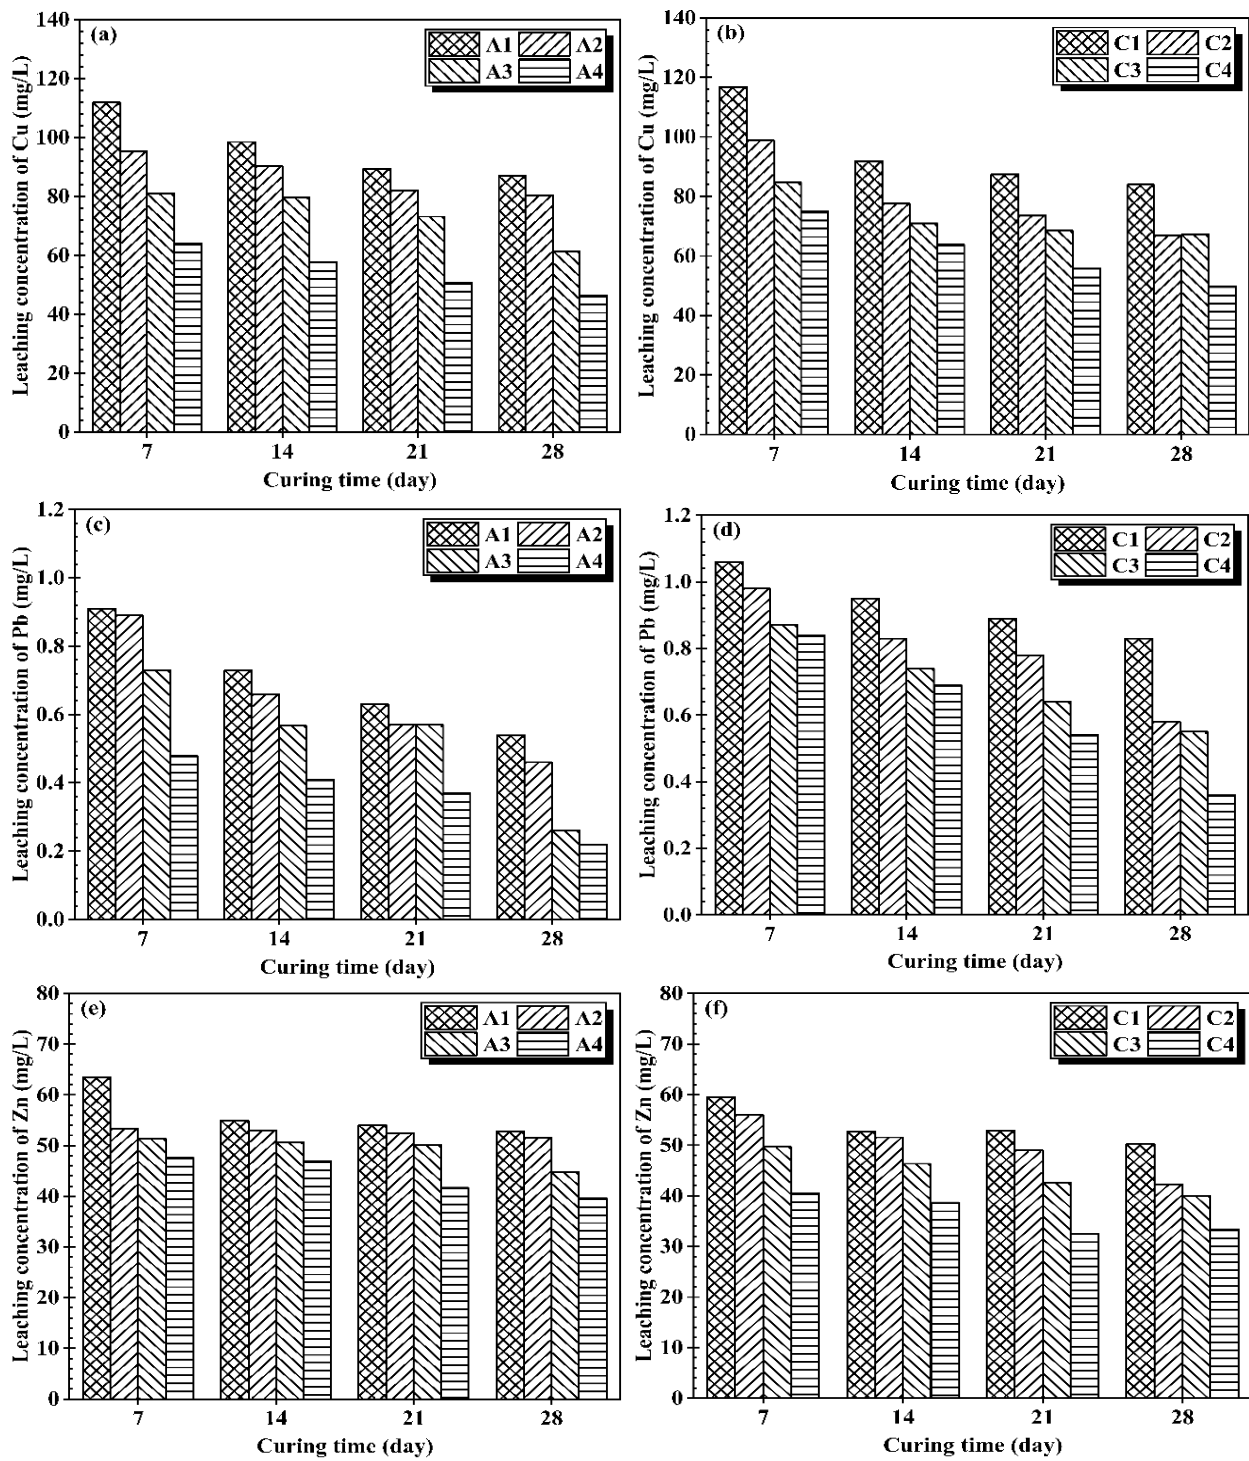 (a)
A1 A2
A3 A4
Leaching concentration of Cu (mg/L)
140
120
100
80
60
40
20
0
7 14 21 28
Curing time (day)
(b)
C1 C2
C3 C4
Leaching concentration of Cu (mg/L)
140
120
100
80
60
40
20
0
7 14 21 28
Curing time (day)
(c)
A1 A2
A3 A4
Leaching concentration of Pb (mg/L)
1.2
1.0
0.8
0.6
0.4
0.2
0.0
7 14 21 28
Curing time (day)
(d)
C1 C2
C3 C4
Leaching concentration of Pb (mg/L)
1.2
1.0
0.8
0.6
0.4
0.2
0.0
7 14 21 28
Curing time (day)
(e)
A1 A2
A3 A4
Leaching concentration of Zn (mg/L)
80
70
60
50
40
30
20
10
0
7 14 21 28
Curing time (day)
(f)
C1 C2
C3 C4
Leaching concentration of Zn (mg/L)
80
70
60
50
40
30
20
10
0
7 14 21 28
Curing time (day)